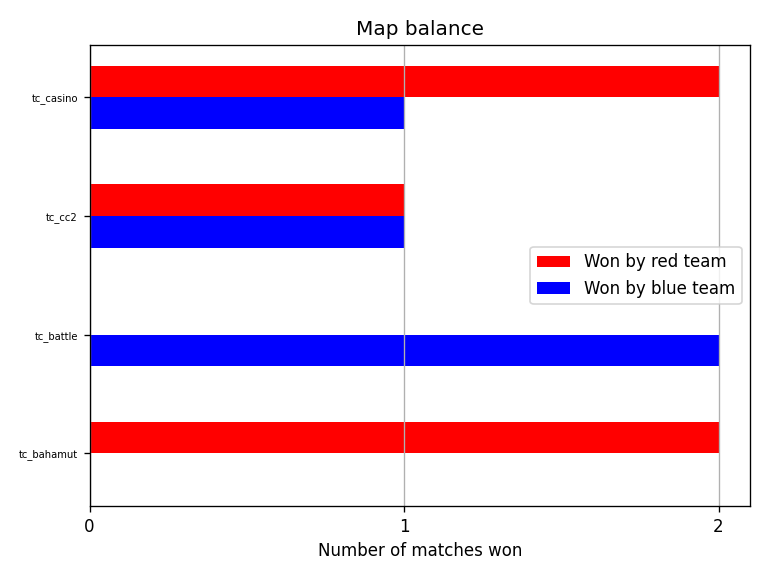 Map balance
tc_casino
tc_cc2
tc_battle
tc_bahamut
Won by red team
Won by blue team
0 1 2
Number of matches won